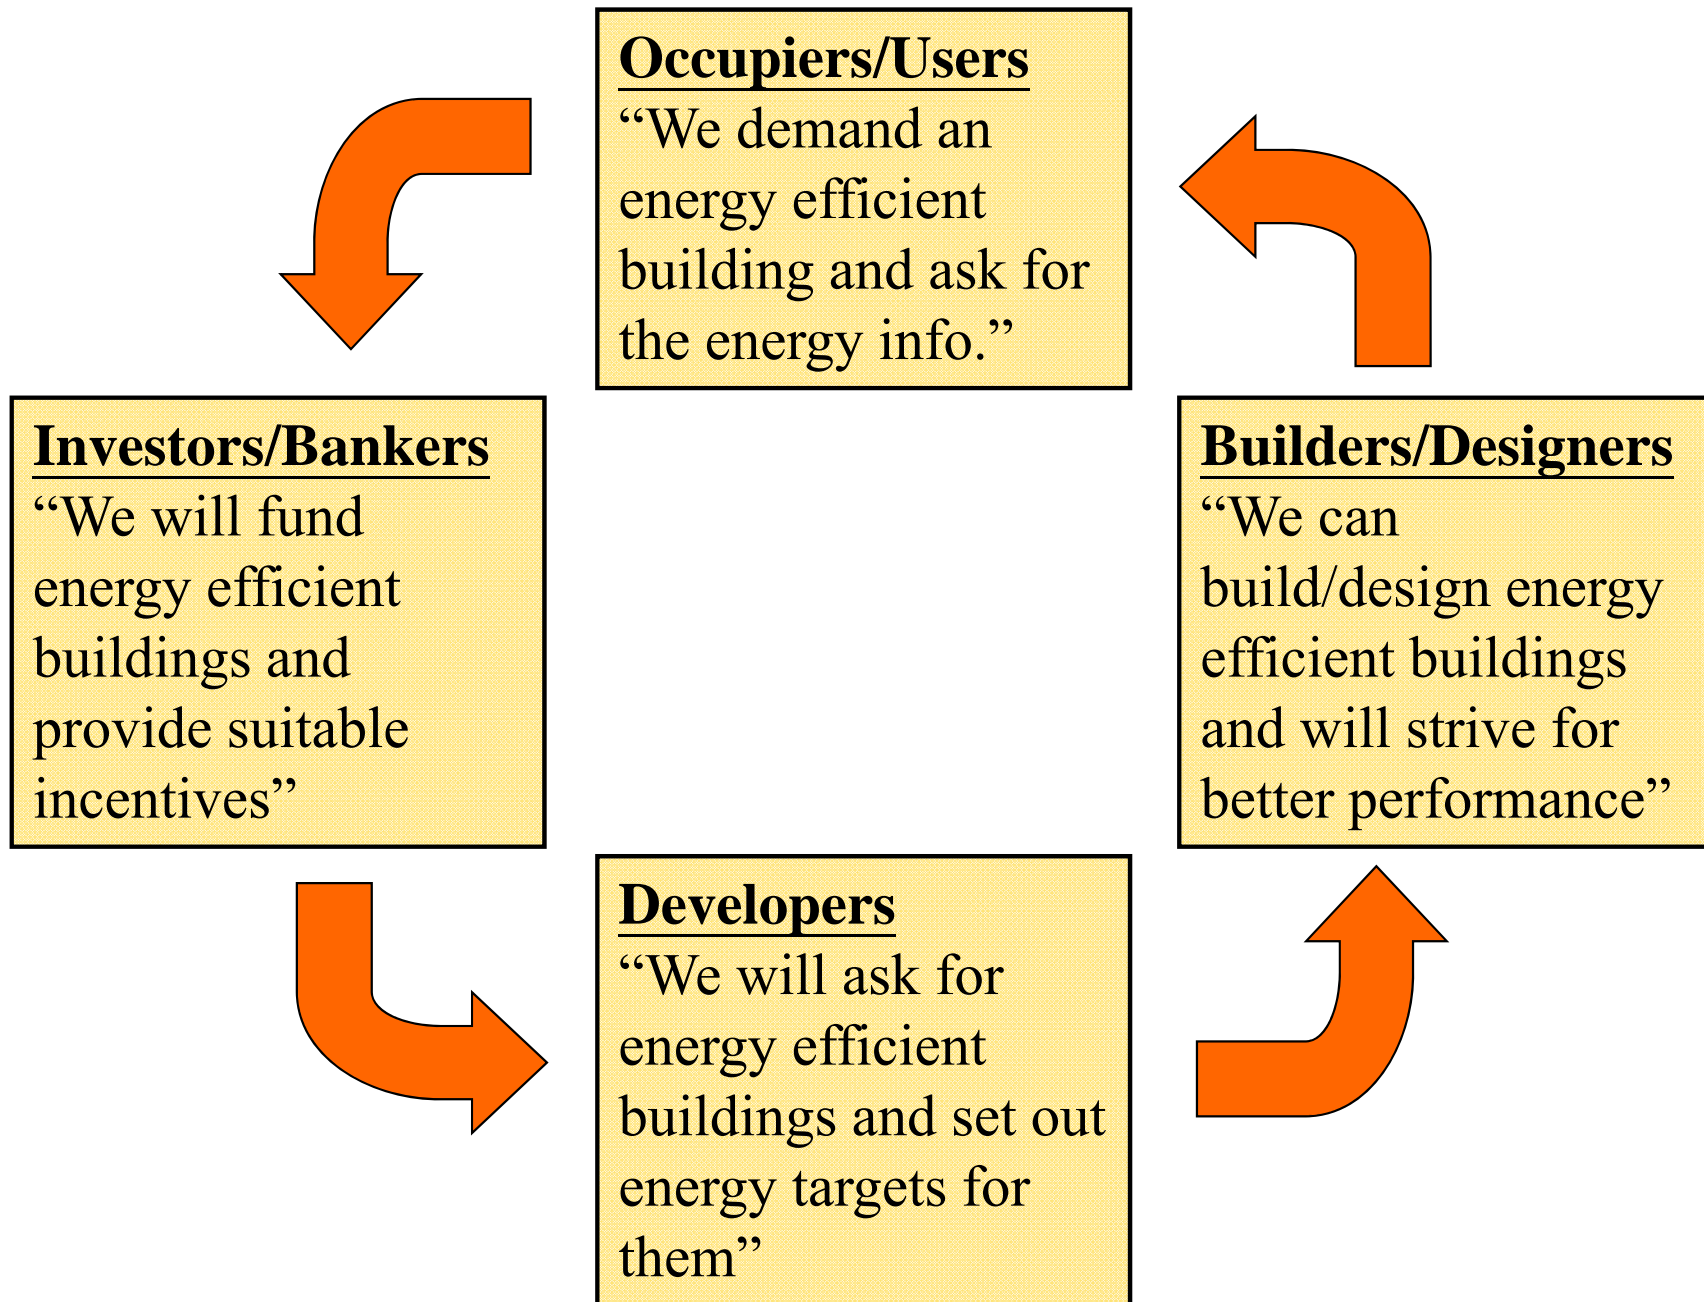 Occupiers/Users
“We demand an
energy efficient
building and ask for
the energy info.”
Investors/Bankers
“We will fund
energy efficient
buildings and
provide suitable
incentives”
Builders/Designers
“We can
build/design energy
efficient buildings
and will strive for
better performance”
Developers
“We will ask for
energy efficient
buildings and set out
energy targets for
them”